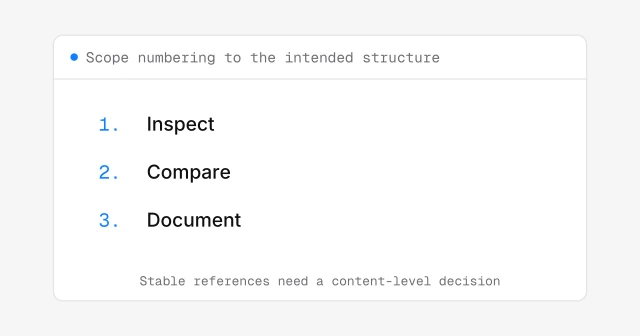 Scope numbering to the intended structure
1. Inspect
2. Compare
3. Document
Stable references need a content-level decision